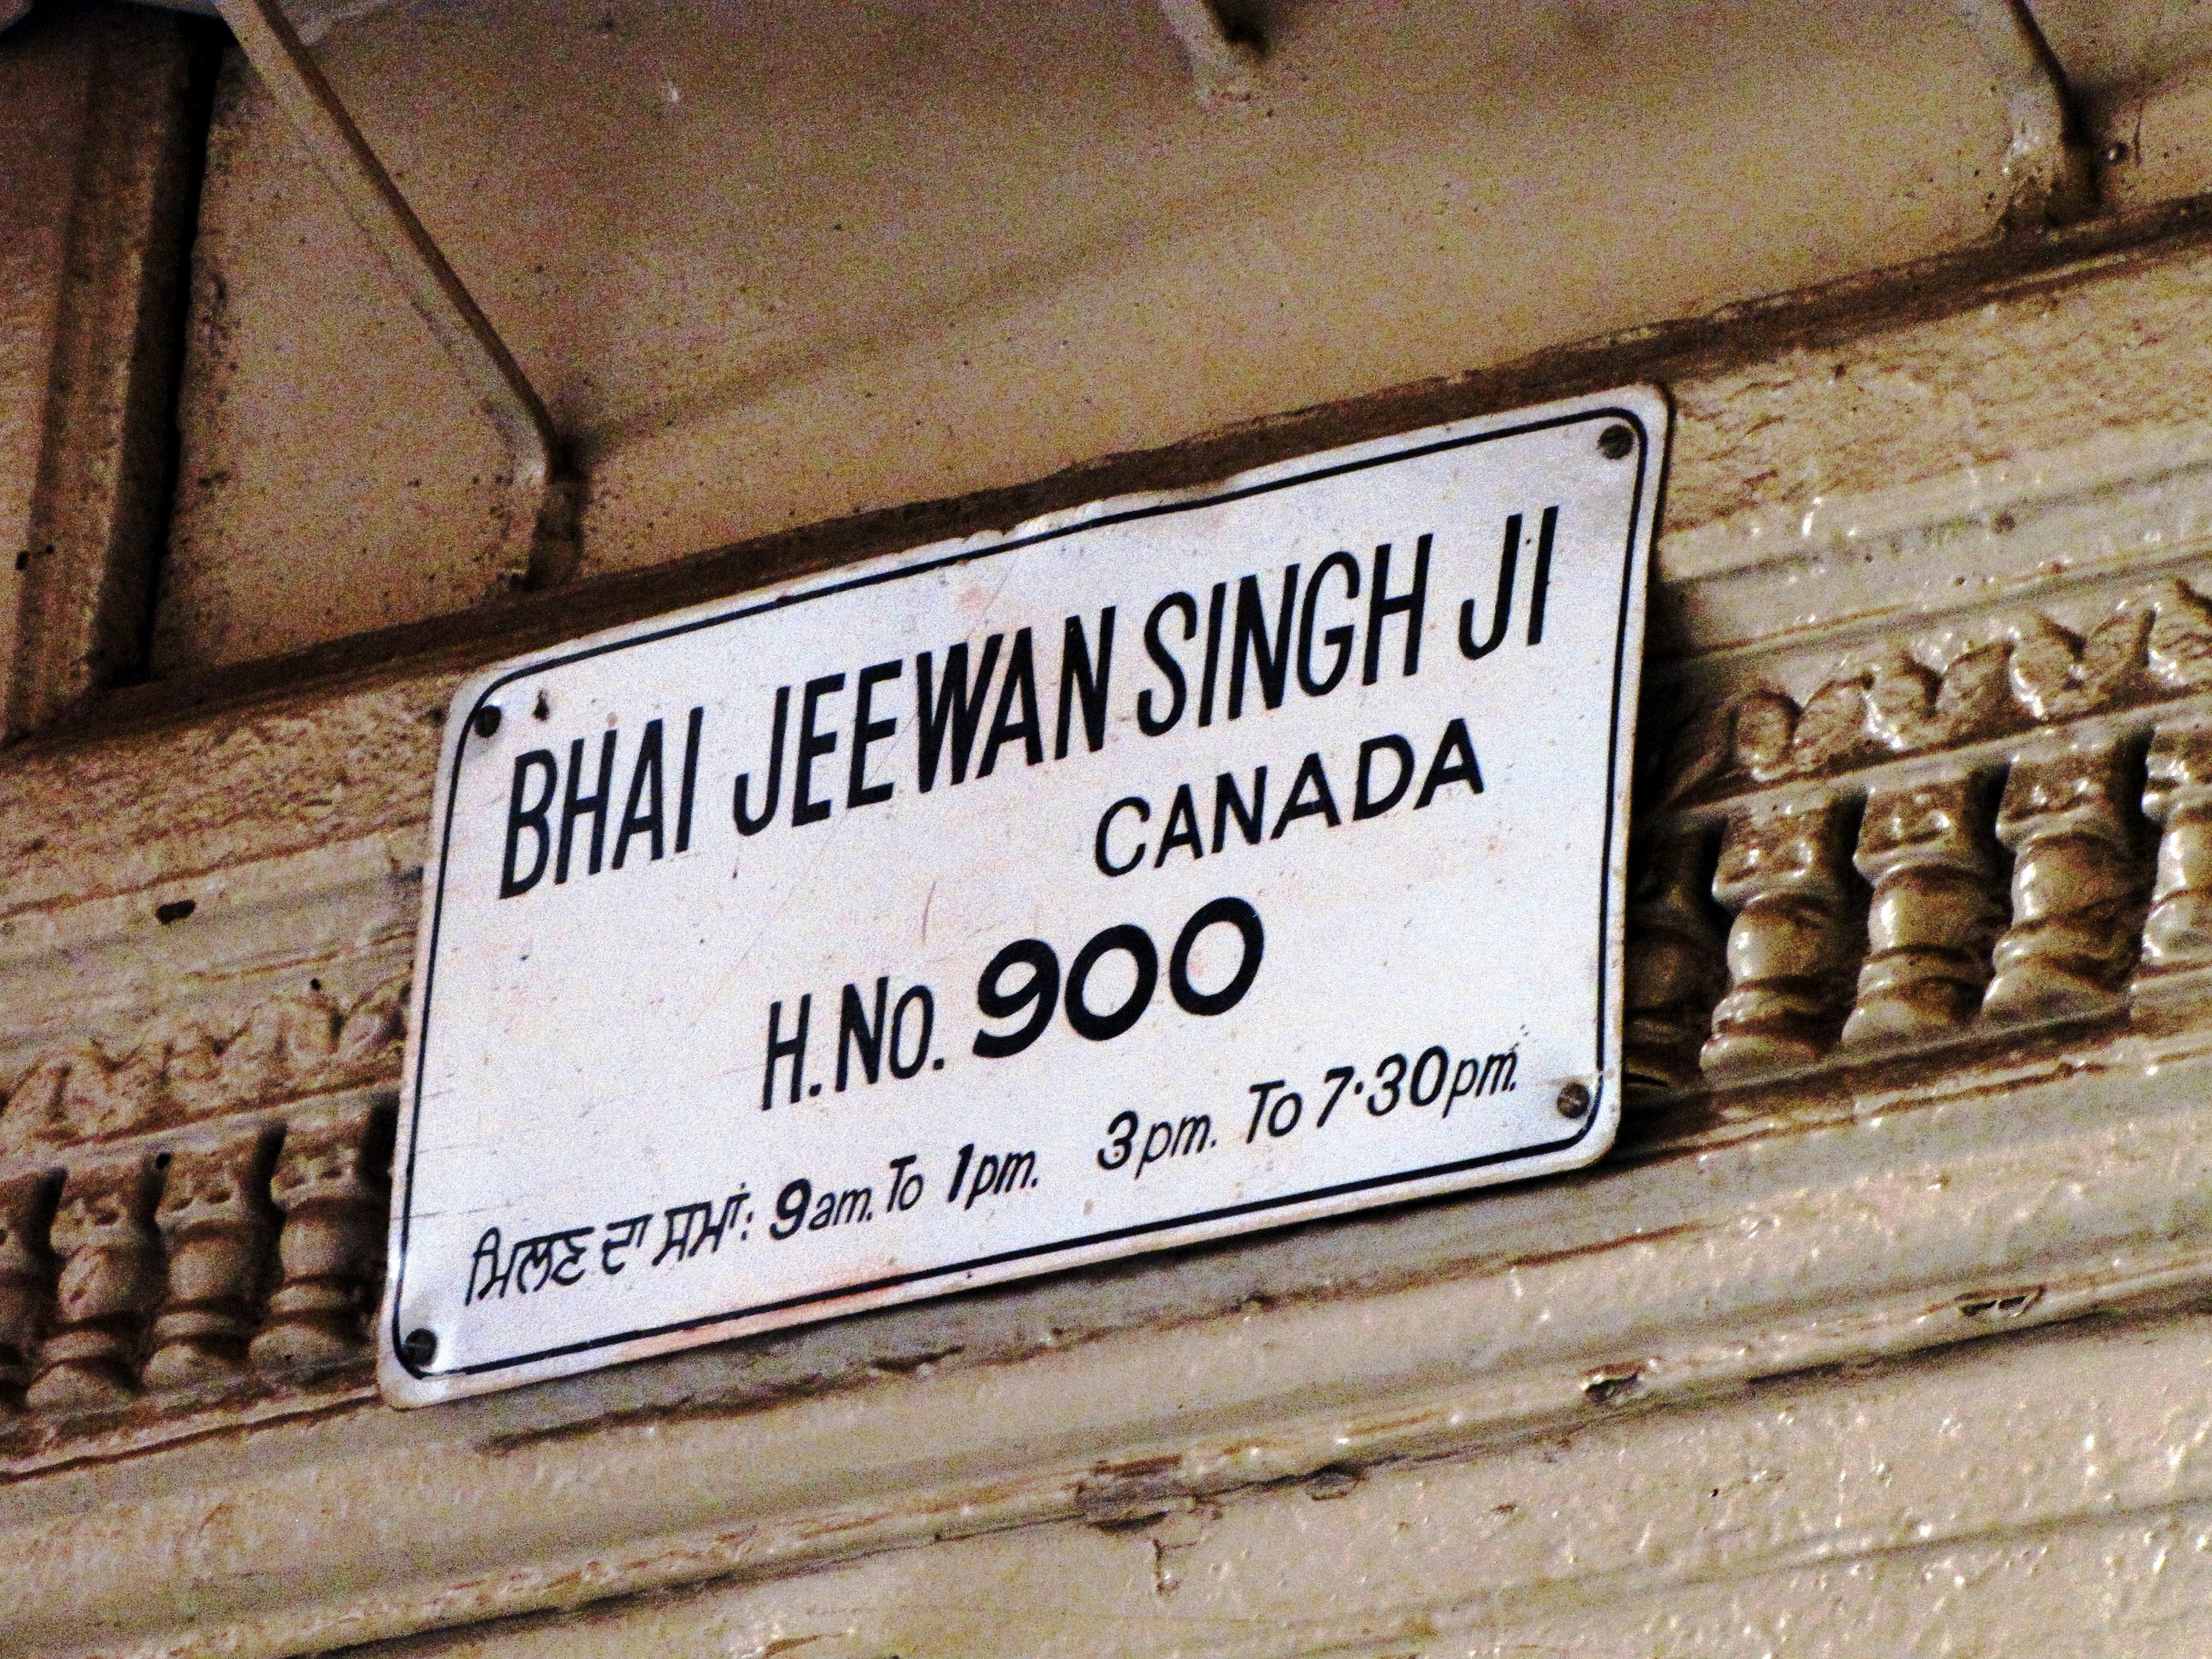 BHAI JEEWAN SINGH JI
CANADA
H.No. 900
ਮਿਲਣ ਦਾ ਸਮਾਂ: 9am. To 1pm. 3pm. To 7·30pm.